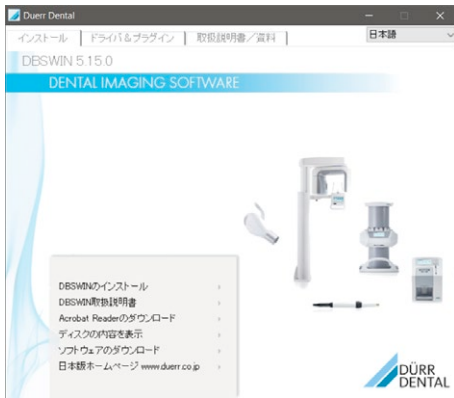 Duerr Dental
インストール
ドライバ&プラグイン
取扱説明書/資料
日本語
DBSWIN 5.15.0
DENTAL IMAGING SOFTWARE
DBSWINのインストール
DBSWIN取扱説明書
Acrobat Readerのダウンロード
ディスクの内容を表示
ソフトウェアのダウンロード
日本語ホームページ www.duerr.co.jp
DÜRR
DENTAL